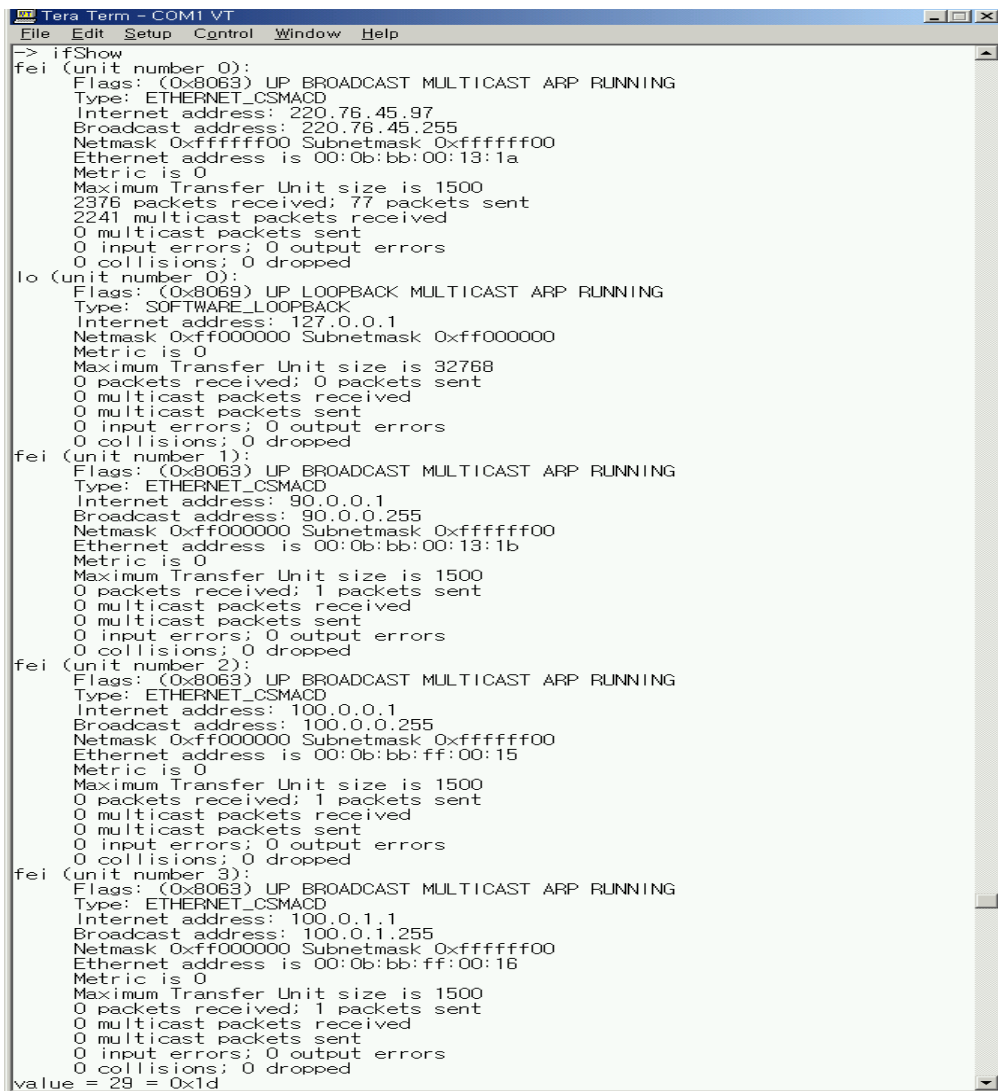 Tera Term - COM1 VT
File Edit Setup Control Window Help
-> ifShow
fei (unit number 0):
Flags: (0x8063) UP BROADCAST MULTICAST ARP RUNNING
Type: ETHERNET_CSMACD
Internet address: 220.76.45.97
Broadcast address: 220.76.45.255
Netmask 0xffffff00 Subnetmask 0xffffff00
Ethernet address is 00:0b:bb:00:13:1a
Metric is 0
Maximum Transfer Unit size is 1500
2376 packets received; 77 packets sent
2241 multicast packets received
0 multicast packets sent
0 input errors; 0 output errors
0 collisions; 0 dropped
lo (unit number 0):
Flags: (0x8069) UP LOOPBACK MULTICAST ARP RUNNING
Type: SOFTWARE_LOOPBACK
Internet address: 127.0.0.1
Netmask 0xff000000 Subnetmask 0xff000000
Metric is 0
Maximum Transfer Unit size is 32768
0 packets received; 0 packets sent
0 multicast packets received
0 multicast packets sent
0 input errors; 0 output errors
0 collisions; 0 dropped
fei (unit number 1):
Flags: (0x8063) UP BROADCAST MULTICAST ARP RUNNING
Type: ETHERNET_CSMACD
Internet address: 90.0.0.1
Broadcast address: 90.0.0.255
Netmask 0xff000000 Subnetmask 0xffffff00
Ethernet address is 00:0b:bb:00:13:1b
Metric is 0
Maximum Transfer Unit size is 1500
0 packets received; 1 packets sent
0 multicast packets received
0 multicast packets sent
0 input errors; 0 output errors
0 collisions; 0 dropped
fei (unit number 2):
Flags: (0x8063) UP BROADCAST MULTICAST ARP RUNNING
Type: ETHERNET_CSMACD
Internet address: 100.0.0.1
Broadcast address: 100.0.0.255
Netmask 0xff000000 Subnetmask 0xffffff00
Ethernet address is 00:0b:bb:ff:00:15
Metric is 0
Maximum Transfer Unit size is 1500
0 packets received; 1 packets sent
0 multicast packets received
0 multicast packets sent
0 input errors; 0 output errors
0 collisions; 0 dropped
fei (unit number 3):
Flags: (0x8063) UP BROADCAST MULTICAST ARP RUNNING
Type: ETHERNET_CSMACD
Internet address: 100.0.1.1
Broadcast address: 100.0.1.255
Netmask 0xff000000 Subnetmask 0xffffff00
Ethernet address is 00:0b:bb:ff:00:16
Metric is 0
Maximum Transfer Unit size is 1500
0 packets received; 1 packets sent
0 multicast packets received
0 multicast packets sent
0 input errors; 0 output errors
0 collisions; 0 dropped
value = 29 = 0x1d